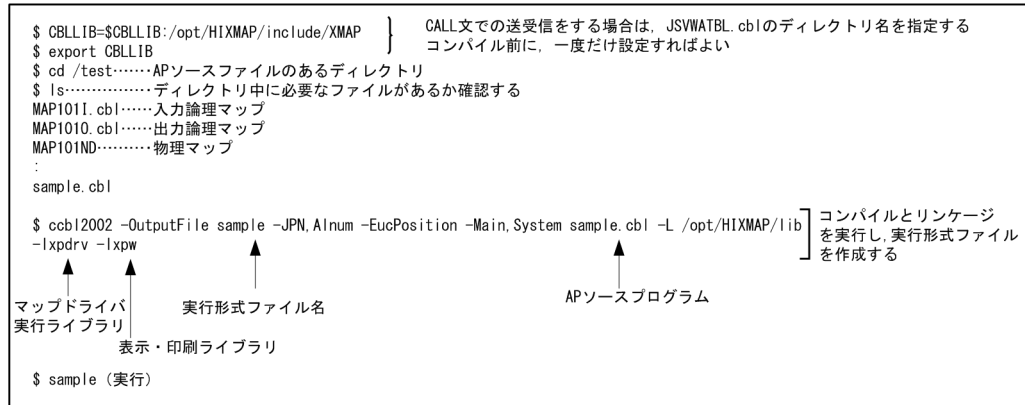 $ CBLLIB=$CBLLIB:/opt/HIXMAP/include/XMAP
$ export CBLLIB
CALL文での送受信をする場合は，JSVWATBL.cblのディレクトリ名を指定する
コンパイル前に，一度だけ設定すればよい
$ cd /test……‥APソースファイルのあるディレクトリ
$ ls……………ディレクトリ中に必要なファイルがあるか確認する
MAP101I.cbl……入力論理マップ
MAP101O.cbl……出力論理マップ
MAP101ND………‥物理マップ
:
sample.cbl
$ ccbl2002 -OutputFile sample -JPN,Alnum -EucPosition -Main,System sample.cbl -L /opt/HIXMAP/lib
-lxpdrv -lxpw
コンパイルとリンケージ
を実行し,実行形式ファイル
を作成する
マップドライバ
実行ライブラリ
実行形式ファイル名
APソースプログラム
表示・印刷ライブラリ
$ sample（実行）